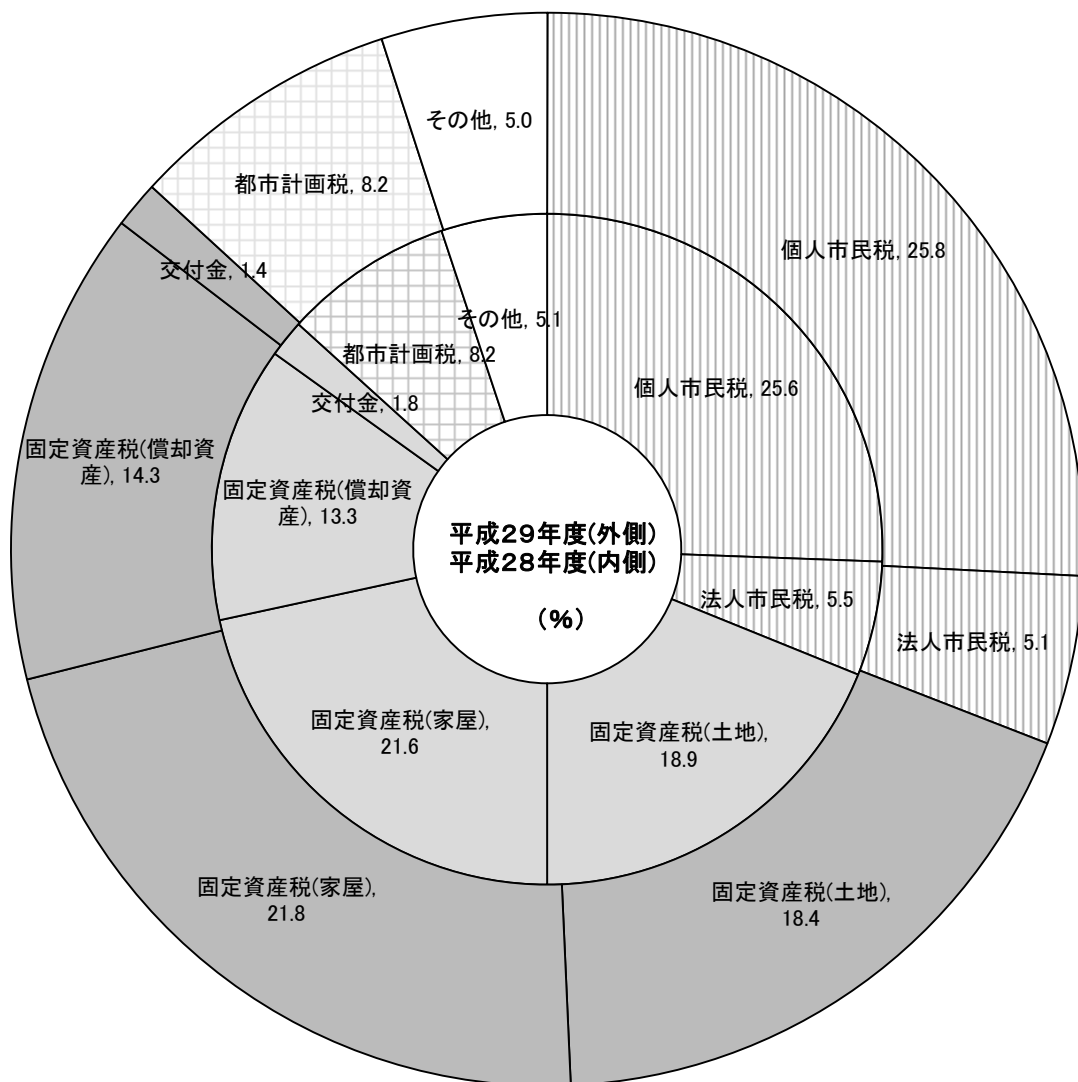 その他, 5.0
都市計画税, 8.2
個人市民税, 25.8
交付金, 1.4
その他, 5.1
都市計画税, 8.2
個人市民税, 25.6
交付金, 1.8
固定資産税(償却資
産), 14.3
固定資産税(償却資
産), 13.3
平成２９年度(外側)
平成２８年度(内側)
（％）
法人市民税, 5.5
法人市民税, 5.1
固定資産税(家屋),
21.6
固定資産税(土地),
18.9
固定資産税(家屋),
21.8
固定資産税(土地),
18.4